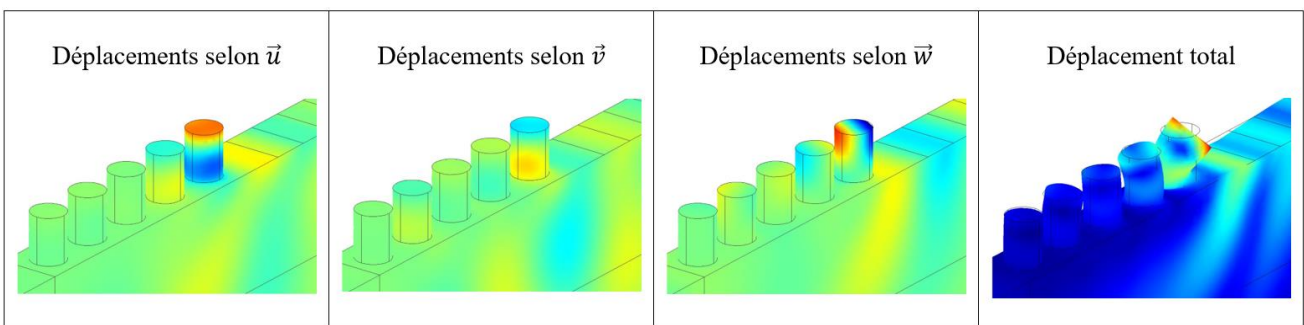 Déplacements selon u⃗
Déplacements selon v⃗
Déplacements selon w⃗
Déplacement total